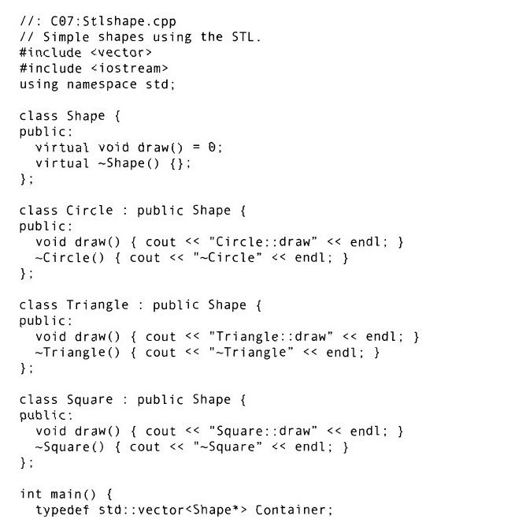 //: C07:Stlshape.cpp
// Simple shapes using the STL.
#include <vector>
#include <iostream>
using namespace std;

class Shape {
public:
  virtual void draw() = 0;
  virtual ~Shape() {};
};

class Circle : public Shape {
public:
  void draw() { cout << "Circle::draw" << endl; }
  ~Circle() { cout << "~Circle" << endl; }
};

class Triangle : public Shape {
public:
  void draw() { cout << "Triangle::draw" << endl; }
  ~Triangle() { cout << "~Triangle" << endl; }
};

class Square : public Shape {
public:
  void draw() { cout << "Square::draw" << endl; }
  ~Square() { cout << "~Square" << endl; }
};

int main() {
  typedef std::vector<Shape*> Container;